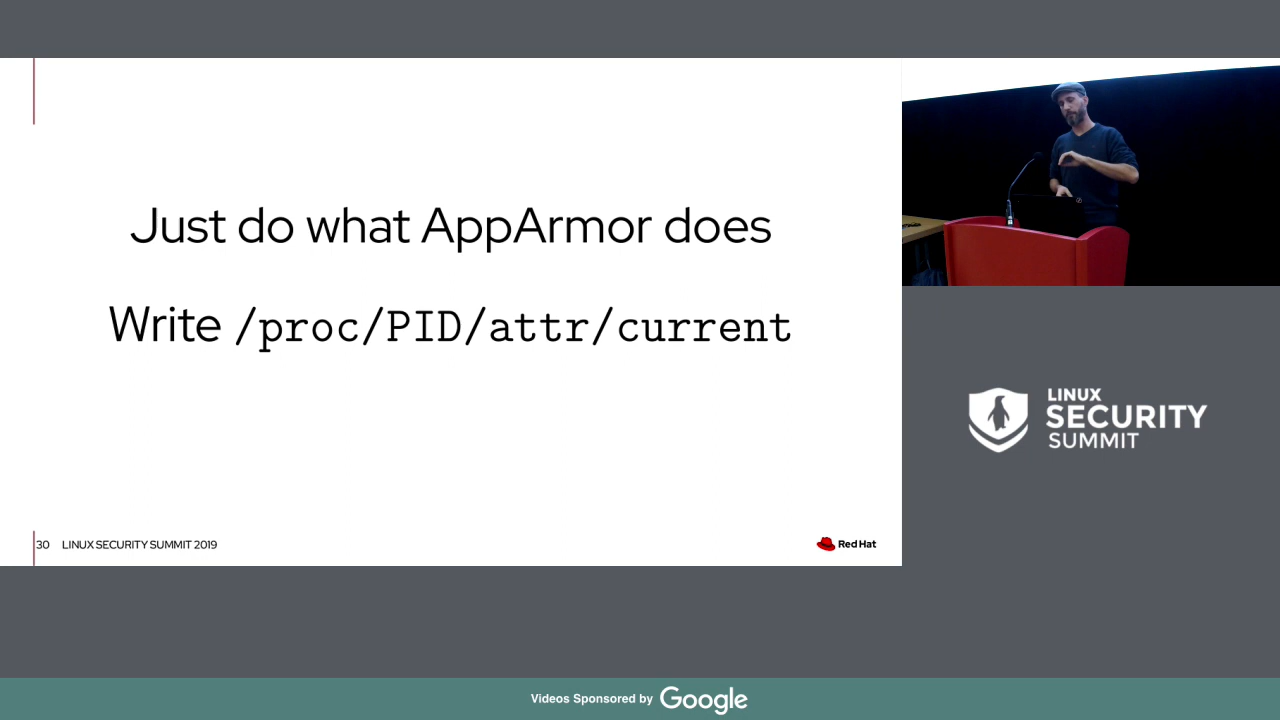 Just do what AppArmor does
Write /proc/PID/attr/current
30 LINUX SECURITY SUMMIT 2019
Red Hat
LINUX
SECURITY
SUMMIT
Videos Sponsored by Google